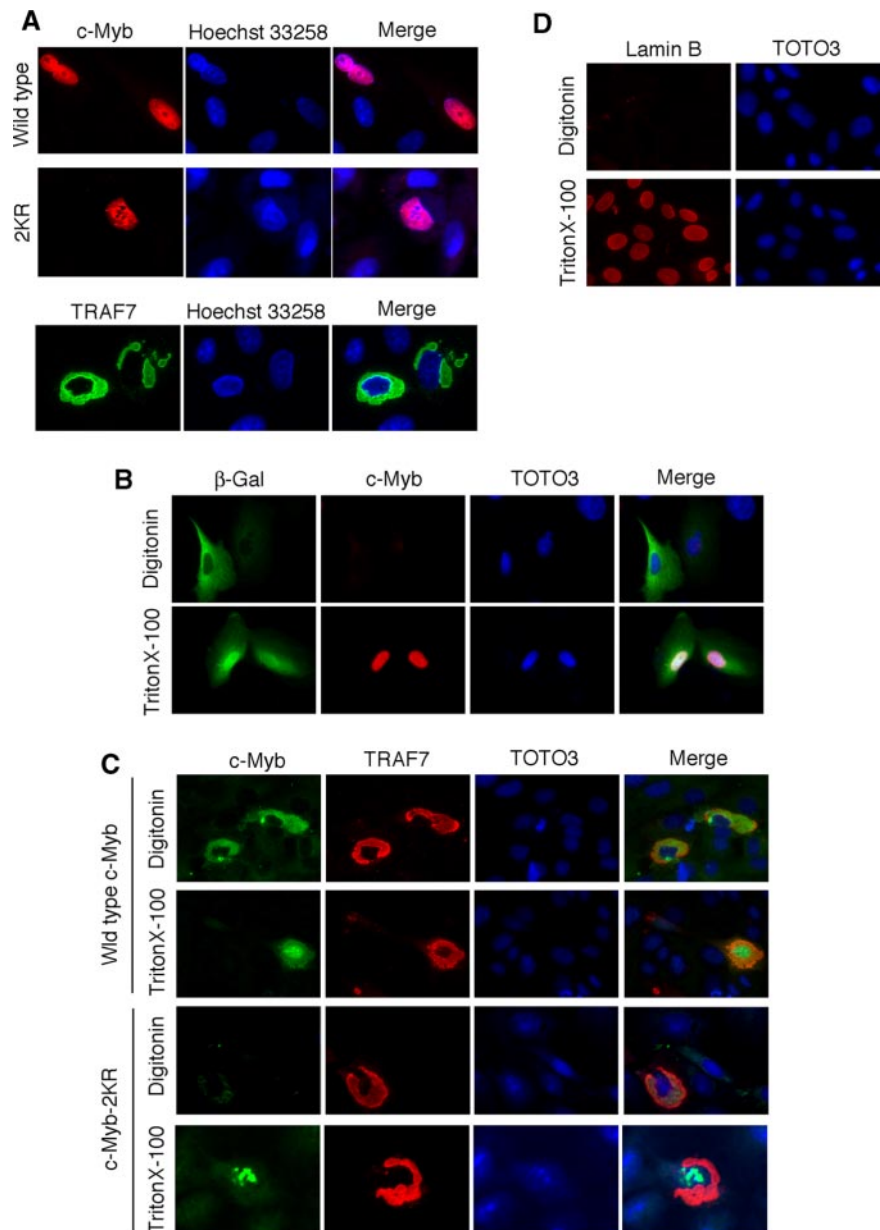 A
c-Myb Hoechst 33258 Merge
Wild type
2KR
TRAF7 Hoechst 33258 Merge
D
Lamin B TOTO3
Digitonin
TritonX-100
B
β-Gal c-Myb TOTO3 Merge
Digitonin
TritonX-100
C
c-Myb TRAF7 TOTO3 Merge
Wld type c-Myb
Digitonin
TritonX-100
c-Myb-2KR
Digitonin
TritonX-100